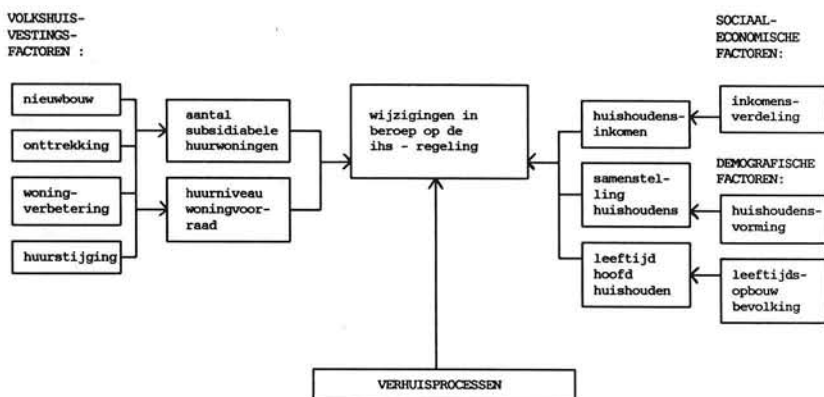 VOLKSHUIS-
VESTINGS-
FACTOREN :
nieuwbouw
onttrekking
woning-
verbetering
huurstijging
aantal
subsidiabele
huurwoningen
huurniveau
woningvoor-
raad
wijzigingen in
beroep op de
ihs - regeling
VERHUISPROCESSEN
huishoudens-
inkomen
samenstel-
ling
huishoudens
leeftijd
hoofd
huishouden
SOCIAAL-
ECONOMISCHE
FACTOREN:
inkomens-
verdeling
DEMOGRAFISCHE
FACTOREN:
huishoudens-
vorming
leeftijds-
opbouw
bevolking